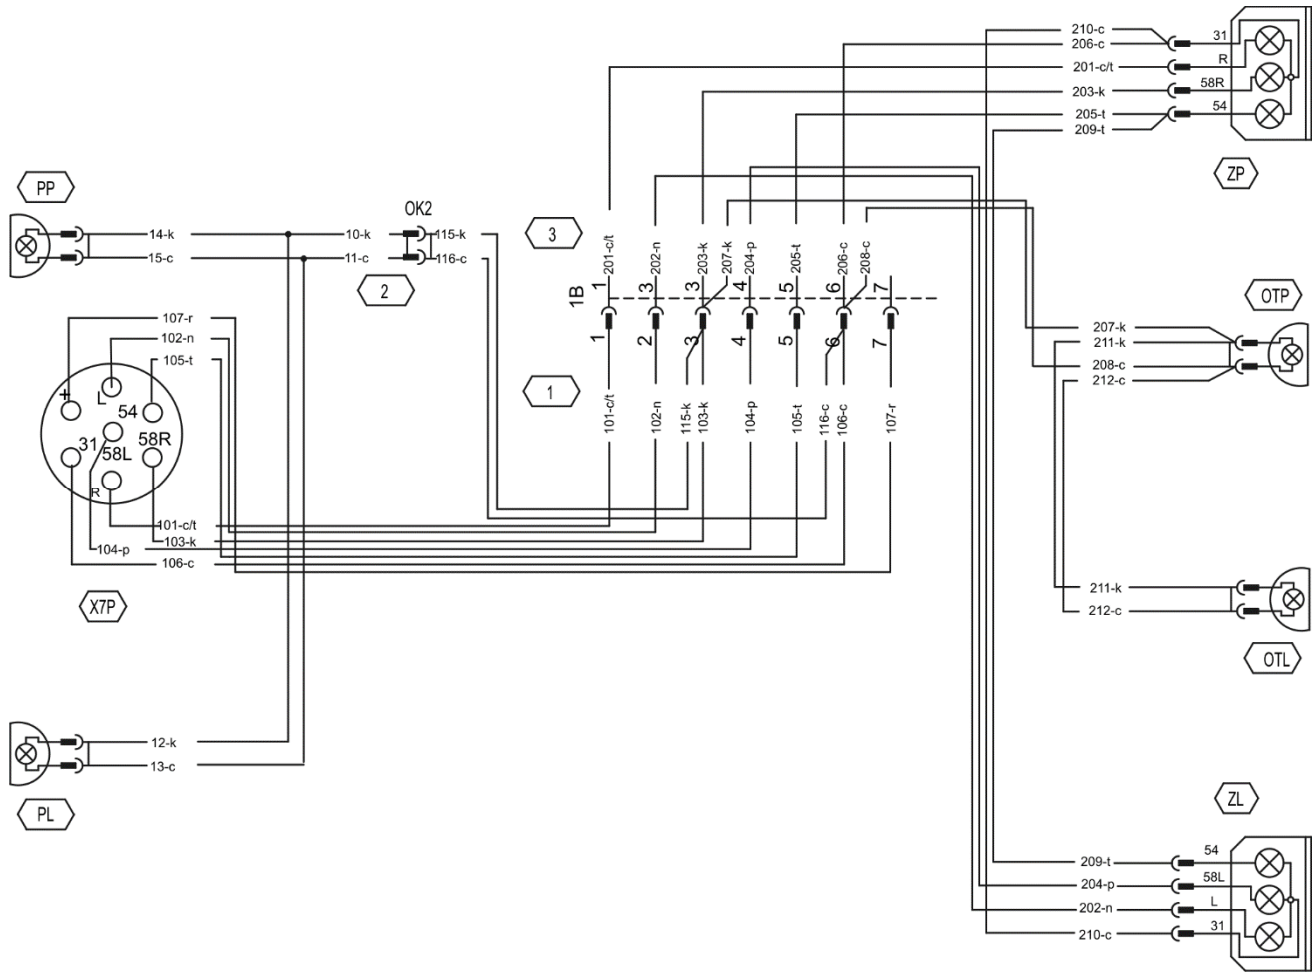 210-c
206-c
31
201-c/t
R
203-k
58R
205-t
54
209-t
ZP
PP
OK2
14-k
10-k
115-k
15-c
11-c
116-c
2
3
201-c/t
202-n
203-k
207-k
204-p
205-t
206-c
208-c
1B
1
3
3
4
5
6
7
1
2
3
4
5
6
7
1
101-c/t
102-n
115-k
103-k
104-p
105-t
116-c
106-c
107-r
OTP
207-k
211-k
208-c
212-c
107-r
102-n
105-t
+
L
54
31
58L
58R
R
101-c/t
103-k
104-p
106-c
X7P
211-k
212-c
OTL
12-k
13-c
PL
ZL
209-t
54
204-p
58L
202-n
L
210-c
31